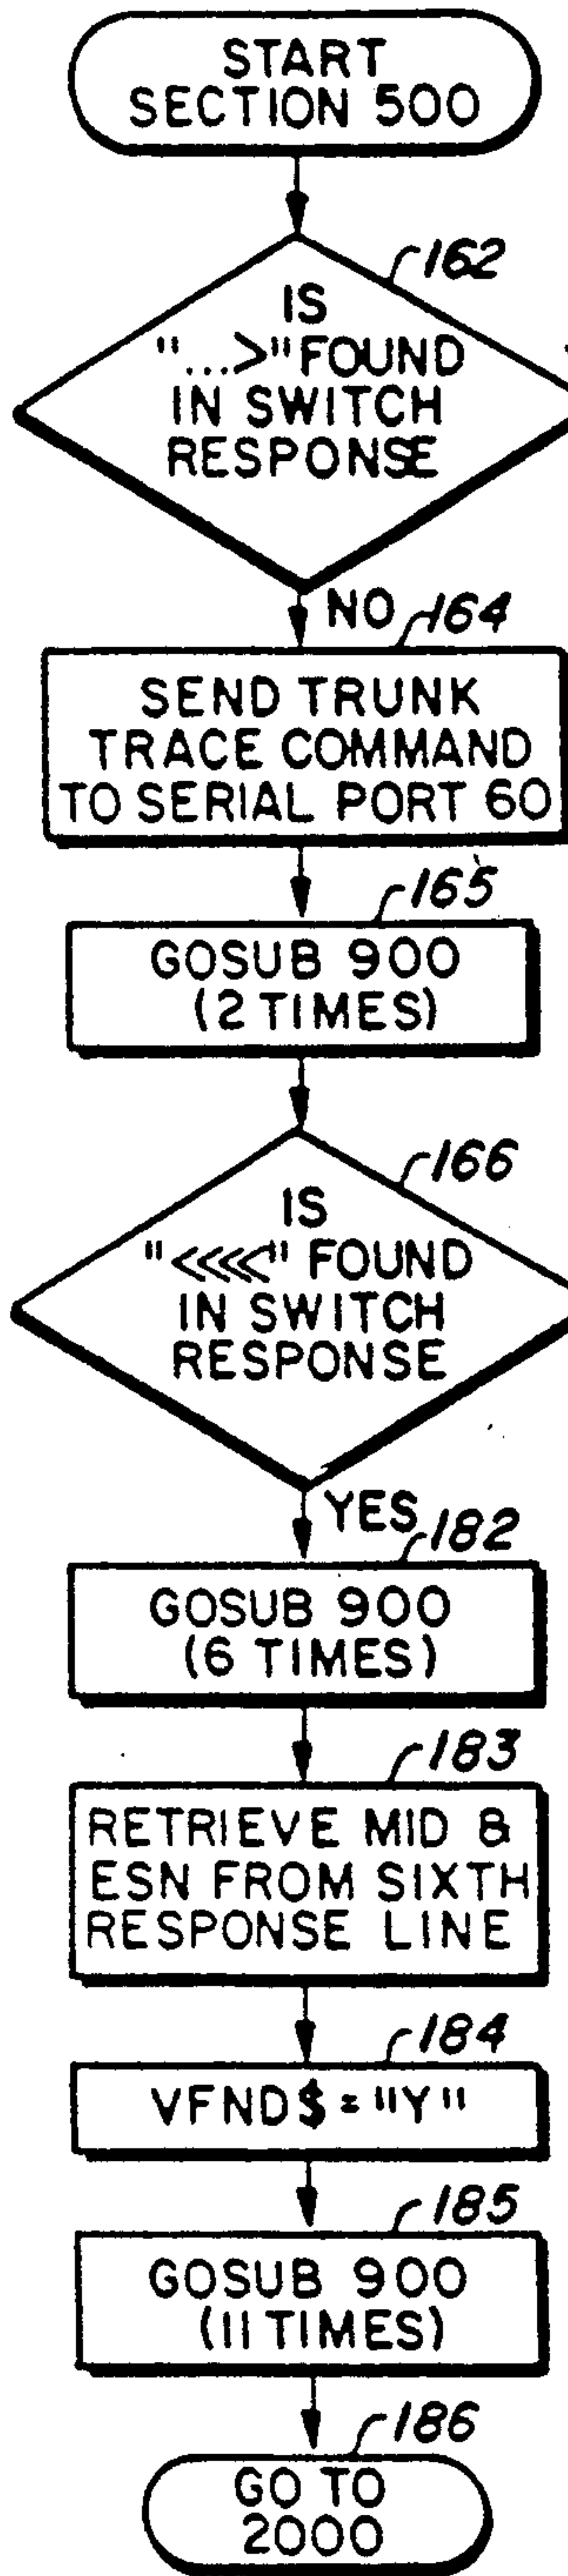 START
SECTION 500
162
IS
"...>" FOUND
IN SWITCH
RESPONSE
NO
164
SEND TRUNK
TRACE COMMAND
TO SERIAL PORT 60
165
GOSUB 900
(2 TIMES)
166
IS
"<<<<" FOUND
IN SWITCH
RESPONSE
YES
182
GOSUB 900
(6 TIMES)
183
RETRIEVE MID &
ESN FROM SIXTH
RESPONSE LINE
184
VFND$ = "Y"
185
GOSUB 900
(11 TIMES)
186
GO TO
2000